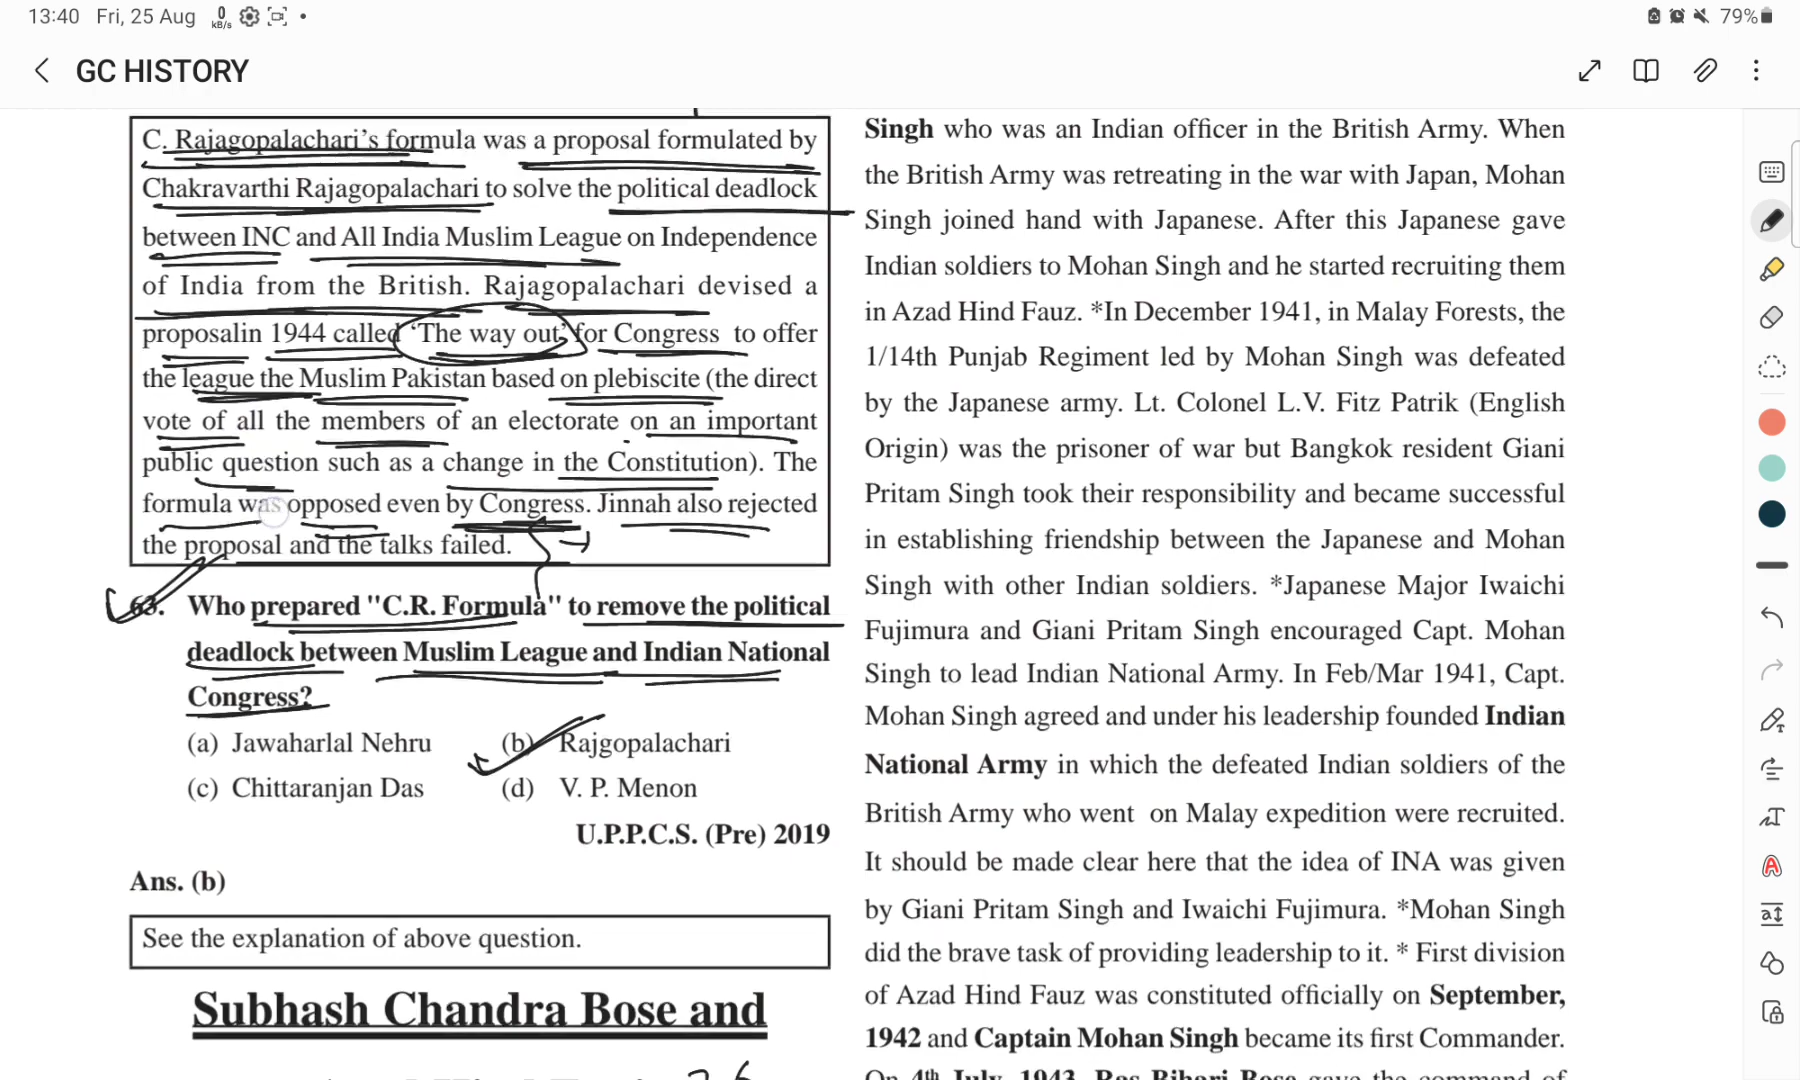 13:40 Fri, 25 Aug 0 kB/s 79%
GC HISTORY
C. Rajagopalachari's formula was a proposal formulated by
Chakravarthi Rajagopalachari to solve the political deadlock
between INC and All India Muslim League on Independence
of India from the British. Rajagopalachari devised a
proposalin 1944 called 'The way out' for Congress to offer
the league the Muslim Pakistan based on plebiscite (the direct
vote of all the members of an electorate on an important
public question such as a change in the Constitution). The
formula was opposed even by Congress. Jinnah also rejected
the proposal and the talks failed.
63. Who prepared "C.R. Formula" to remove the political
deadlock between Muslim League and Indian National
Congress?
(a) Jawaharlal Nehru (b) Rajgopalachari
(c) Chittaranjan Das (d) V. P. Menon
U.P.P.C.S. (Pre) 2019
Ans. (b)
See the explanation of above question.
Subhash Chandra Bose and
Singh who was an Indian officer in the British Army. When
the British Army was retreating in the war with Japan, Mohan
Singh joined hand with Japanese. After this Japanese gave
Indian soldiers to Mohan Singh and he started recruiting them
in Azad Hind Fauz. *In December 1941, in Malay Forests, the
1/14th Punjab Regiment led by Mohan Singh was defeated
by the Japanese army. Lt. Colonel L.V. Fitz Patrik (English
Origin) was the prisoner of war but Bangkok resident Giani
Pritam Singh took their responsibility and became successful
in establishing friendship between the Japanese and Mohan
Singh with other Indian soldiers. *Japanese Major Iwaichi
Fujimura and Giani Pritam Singh encouraged Capt. Mohan
Singh to lead Indian National Army. In Feb/Mar 1941, Capt.
Mohan Singh agreed and under his leadership founded Indian
National Army in which the defeated Indian soldiers of the
British Army who went on Malay expedition were recruited.
It should be made clear here that the idea of INA was given
by Giani Pritam Singh and Iwaichi Fujimura. *Mohan Singh
did the brave task of providing leadership to it. * First division
of Azad Hind Fauz was constituted officially on September,
1942 and Captain Mohan Singh became its first Commander.
On 4th July, 1943, Ras Bihari Bose gave the command of